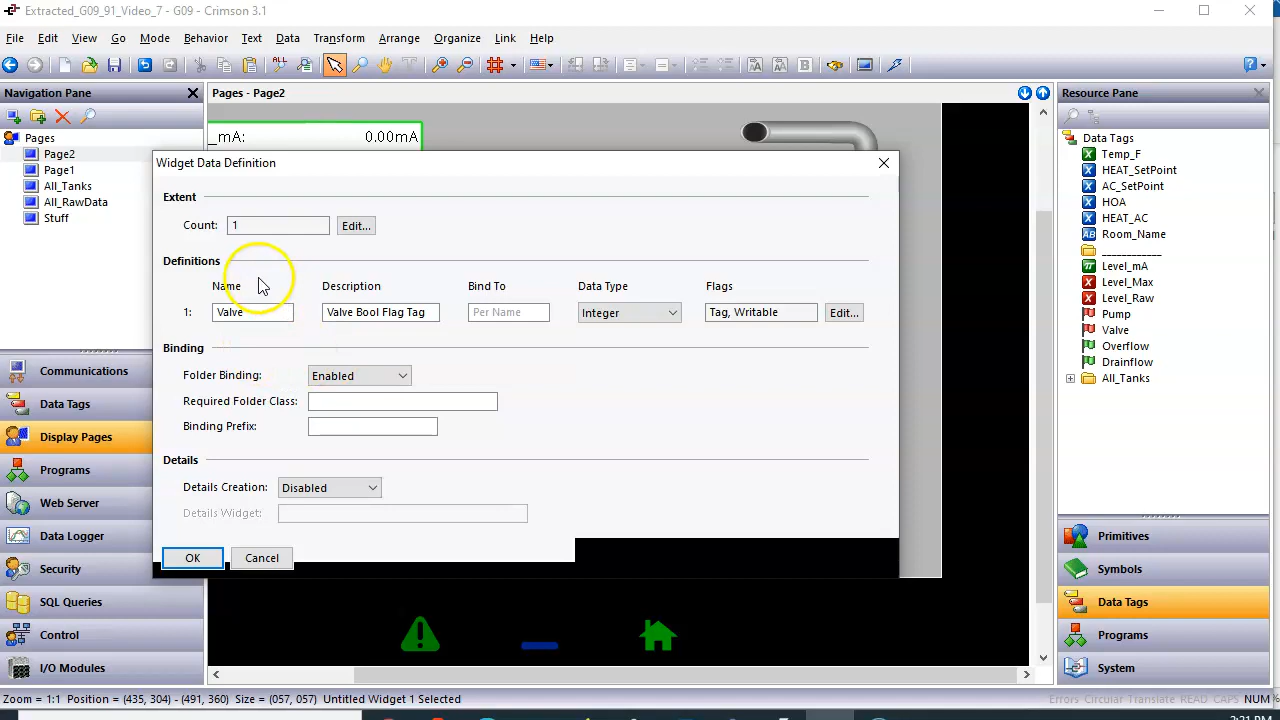 Extracted_G09_91_Video_7 - G09 - Crimson 3.1
File Edit View Go Mode Behavior Text Data Transform Arrange Organize Link Help
ALL
B
?
Navigation Pane
Pages
Page2
Page1
All_Tanks
All_RawData
Stuff
Communications
Data Tags
Display Pages
Programs
Web Server
Data Logger
Security
SQL Queries
Control
I/O Modules
Pages - Page2
_mA: 0.00mA
Widget Data Definition
Extent
Count: 1 Edit...
Definitions
Name Description Bind To Data Type Flags
1: Valve Valve Bool Flag Tag Per Name Integer Tag, Writable Edit...
Binding
Folder Binding: Enabled
Required Folder Class:
Binding Prefix:
Details
Details Creation: Disabled
Details Widget:
OK Cancel
Resource Pane
Data Tags
Temp_F
HEAT_SetPoint
AC_SetPoint
HOA
HEAT_AC
Room_Name
____________
Level_mA
Level_Max
Level_Raw
Pump
Valve
Overflow
Drainflow
All_Tanks
Primitives
Symbols
Data Tags
Programs
System
Zoom = 1:1 Position = (435, 304) - (491, 360) Size = (057, 057) Untitled Widget 1 Selected
Errors Circular Translate READ CAPS NUM